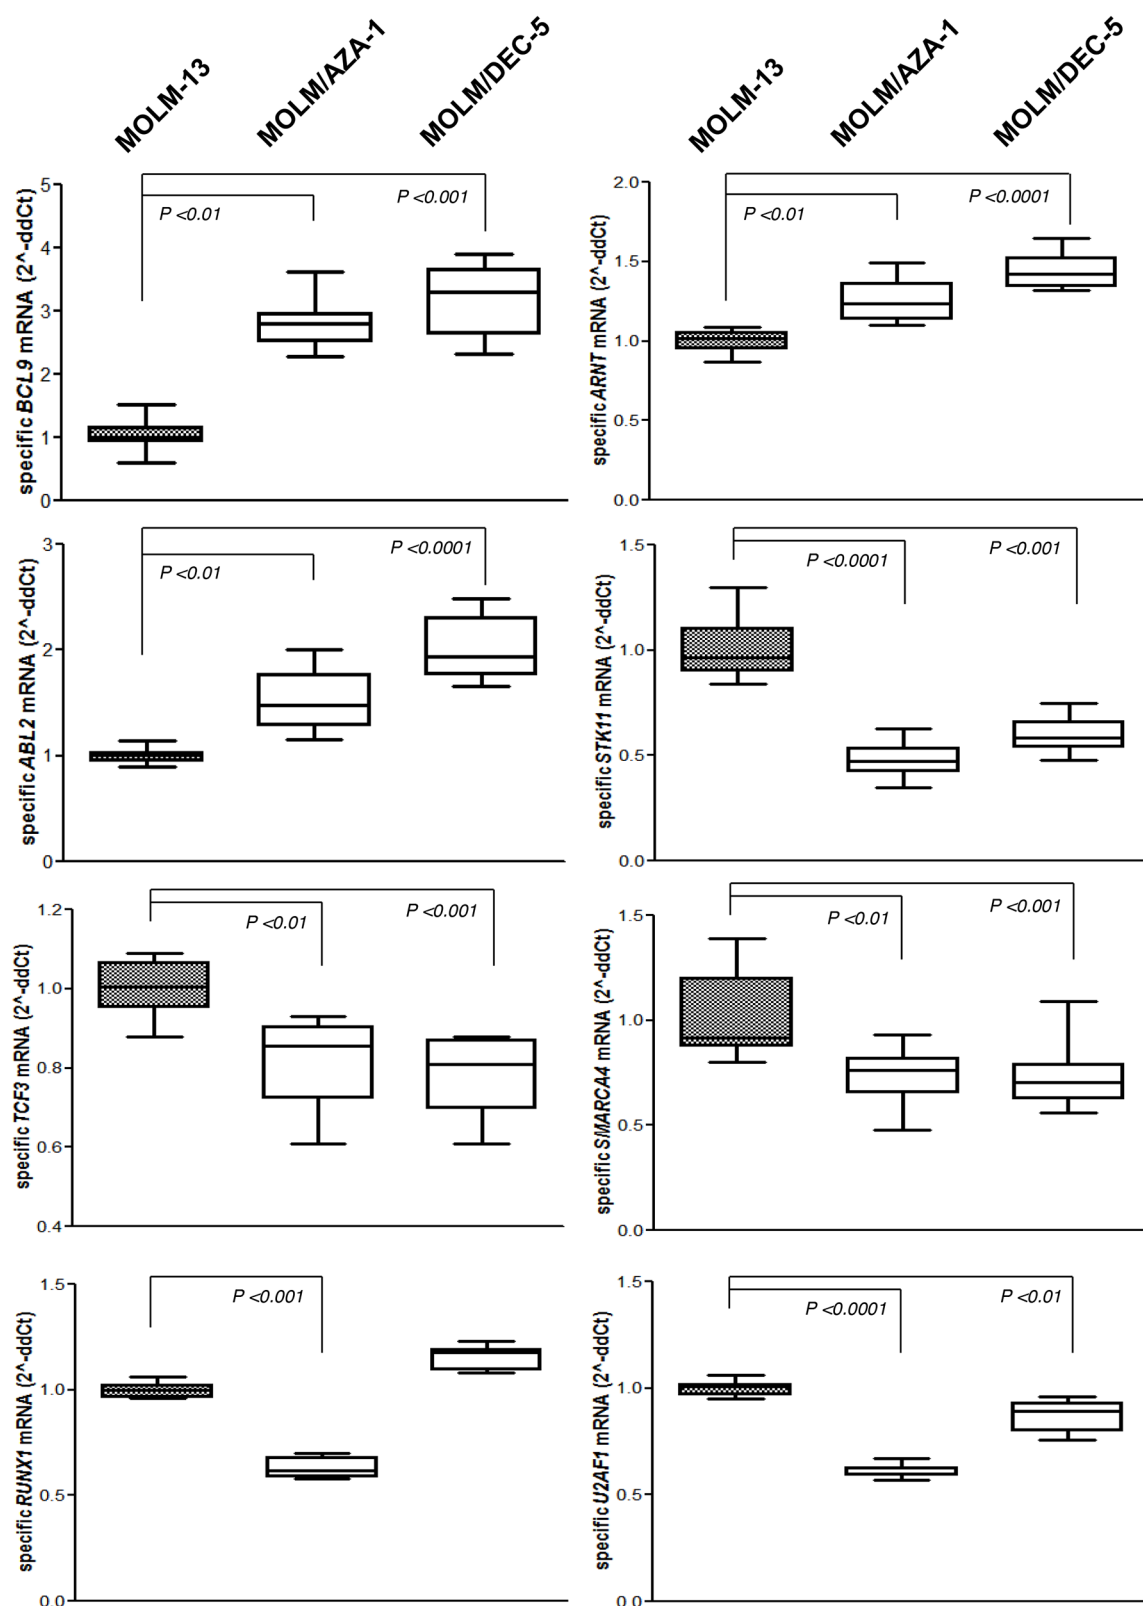 MOLM-13
MOLM/AZA-1
MOLM/DEC-5
MOLM-13
MOLM/AZA-1
MOLM/DEC-5
specific BCL9 mRNA (2^-ddCt)
5
4
3
2
1
0
P <0.01
P <0.001
specific ARNT mRNA (2^-ddCt)
2.0
1.5
1.0
0.5
0.0
P <0.01
P <0.0001
specific ABL2 mRNA (2^-ddCt)
3
2
1
0
P <0.01
P <0.0001
specific STK11 mRNA (2^-ddCt)
1.5
1.0
0.5
0.0
P <0.0001
P <0.001
specific TCF3 mRNA (2^-ddCt)
1.2
1.0
0.8
0.6
0.4
P <0.01
P <0.001
specific SMARCA4 mRNA (2^-ddCt)
1.5
1.0
0.5
0.0
P <0.01
P <0.001
specific RUNX1 mRNA (2^-ddCt)
1.5
1.0
0.5
0.0
P <0.001
specific U2AF1 mRNA (2^-ddCt)
1.5
1.0
0.5
0.0
P <0.0001
P <0.01